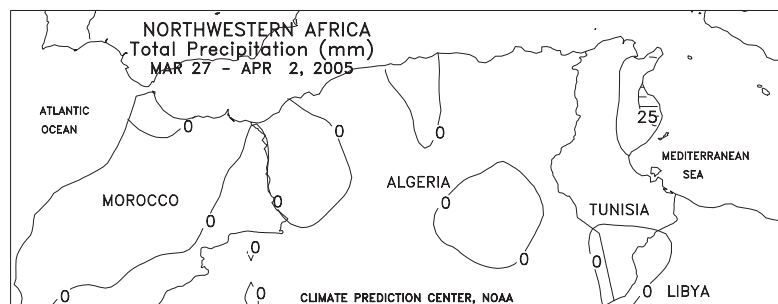 NORTHWESTERN AFRICA
Total Precipitation (mm)
MAR 27 - APR 2, 2005
ATLANTIC
OCEAN
0
0
0
25
MEDITERRANEAN
SEA
ALGERIA
MOROCCO
0
0
TUNISIA
0
0
0
0
0
0
0
0
LIBYA
CLIMATE PREDICTION CENTER, NOAA